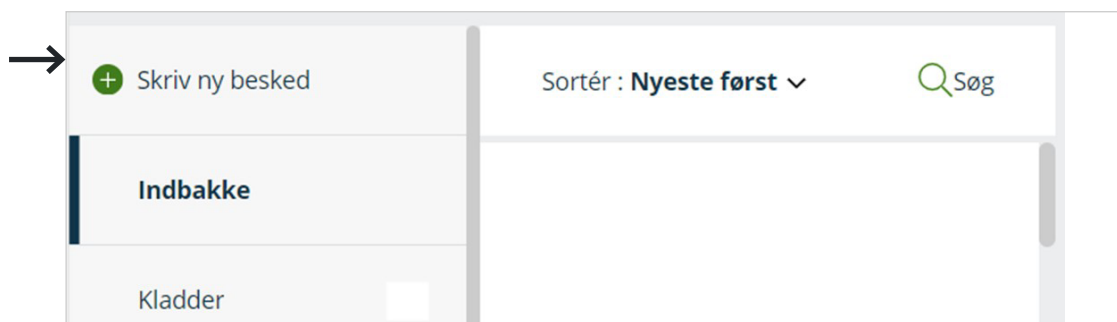 Skriv ny besked
Sortér : Nyeste først
Søg
Indbakke
Kladder